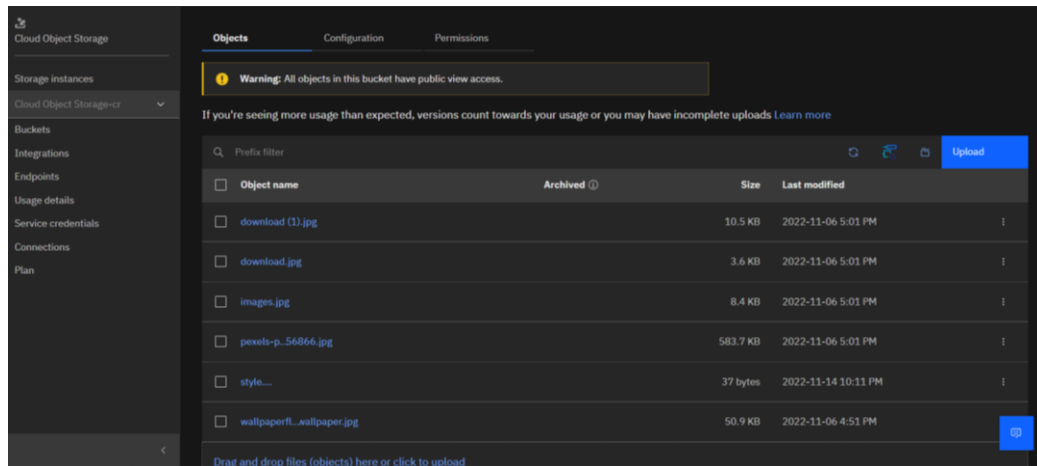 Cloud Object Storage
Storage instances
Cloud Object Storage-cr
Buckets
Integrations
Endpoints
Usage details
Service credentials
Connections
Plan
Objects Configuration Permissions
Warning: All objects in this bucket have public view access.
If you're seeing more usage than expected, versions count towards your usage or you may have incomplete uploads Learn more
Prefix filter Upload
Object name Archived Size Last modified
download (1).jpg 10.5 KB 2022-11-06 5:01 PM
download.jpg 3.6 KB 2022-11-06 5:01 PM
images.jpg 8.4 KB 2022-11-06 5:01 PM
pexels-p...56866.jpg 583.7 KB 2022-11-06 5:01 PM
style.... 37 bytes 2022-11-14 10:11 PM
wallpaperfl...wallpaper.jpg 50.9 KB 2022-11-06 4:51 PM
Drag and drop files (objects) here or click to upload